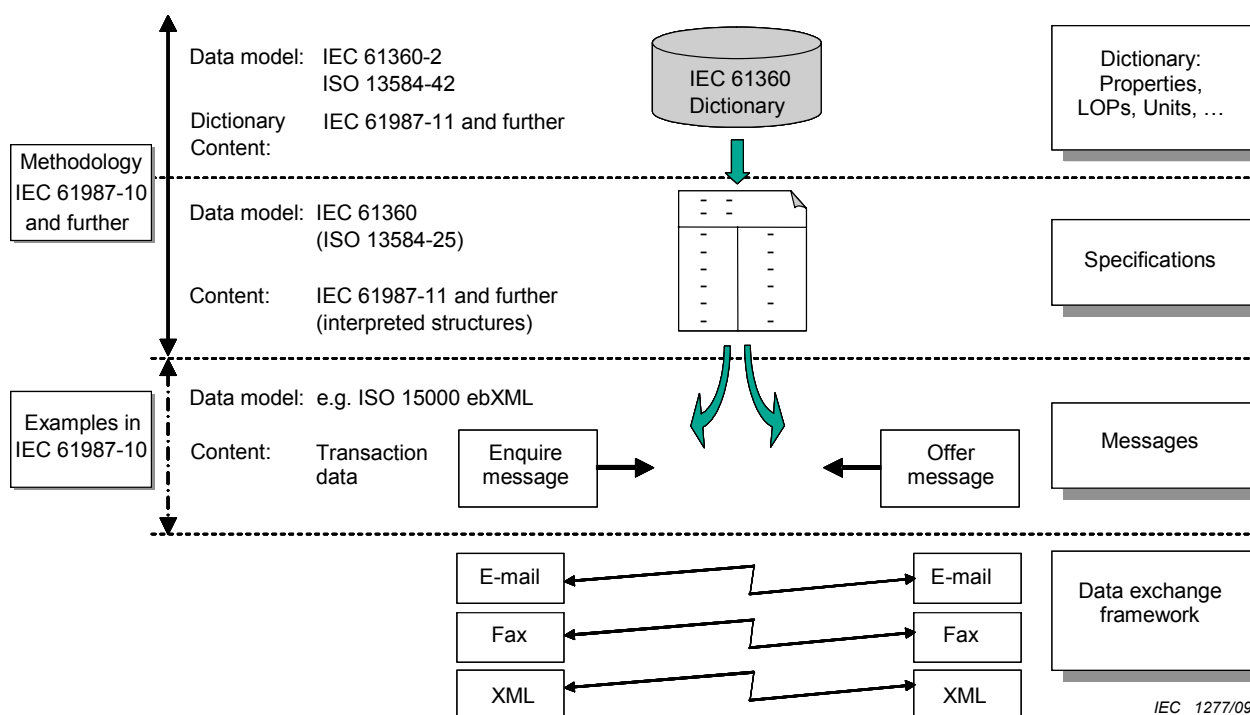 Data model: IEC 61360-2
ISO 13584-42
Dictionary Content: IEC 61987-11 and further
IEC 61360
Dictionary
Dictionary:
Properties,
LOPs, Units, …
Methodology
IEC 61987-10
and further
Data model: IEC 61360
(ISO 13584-25)
Content: IEC 61987-11 and further
(interpreted structures)
Specifications
Examples in
IEC 61987-10
Data model: e.g. ISO 15000 ebXML
Content: Transaction
data
Enquire
message
Offer
message
Messages
E-mail
E-mail
Fax
Fax
XML
XML
Data exchange
framework
IEC 1277/09